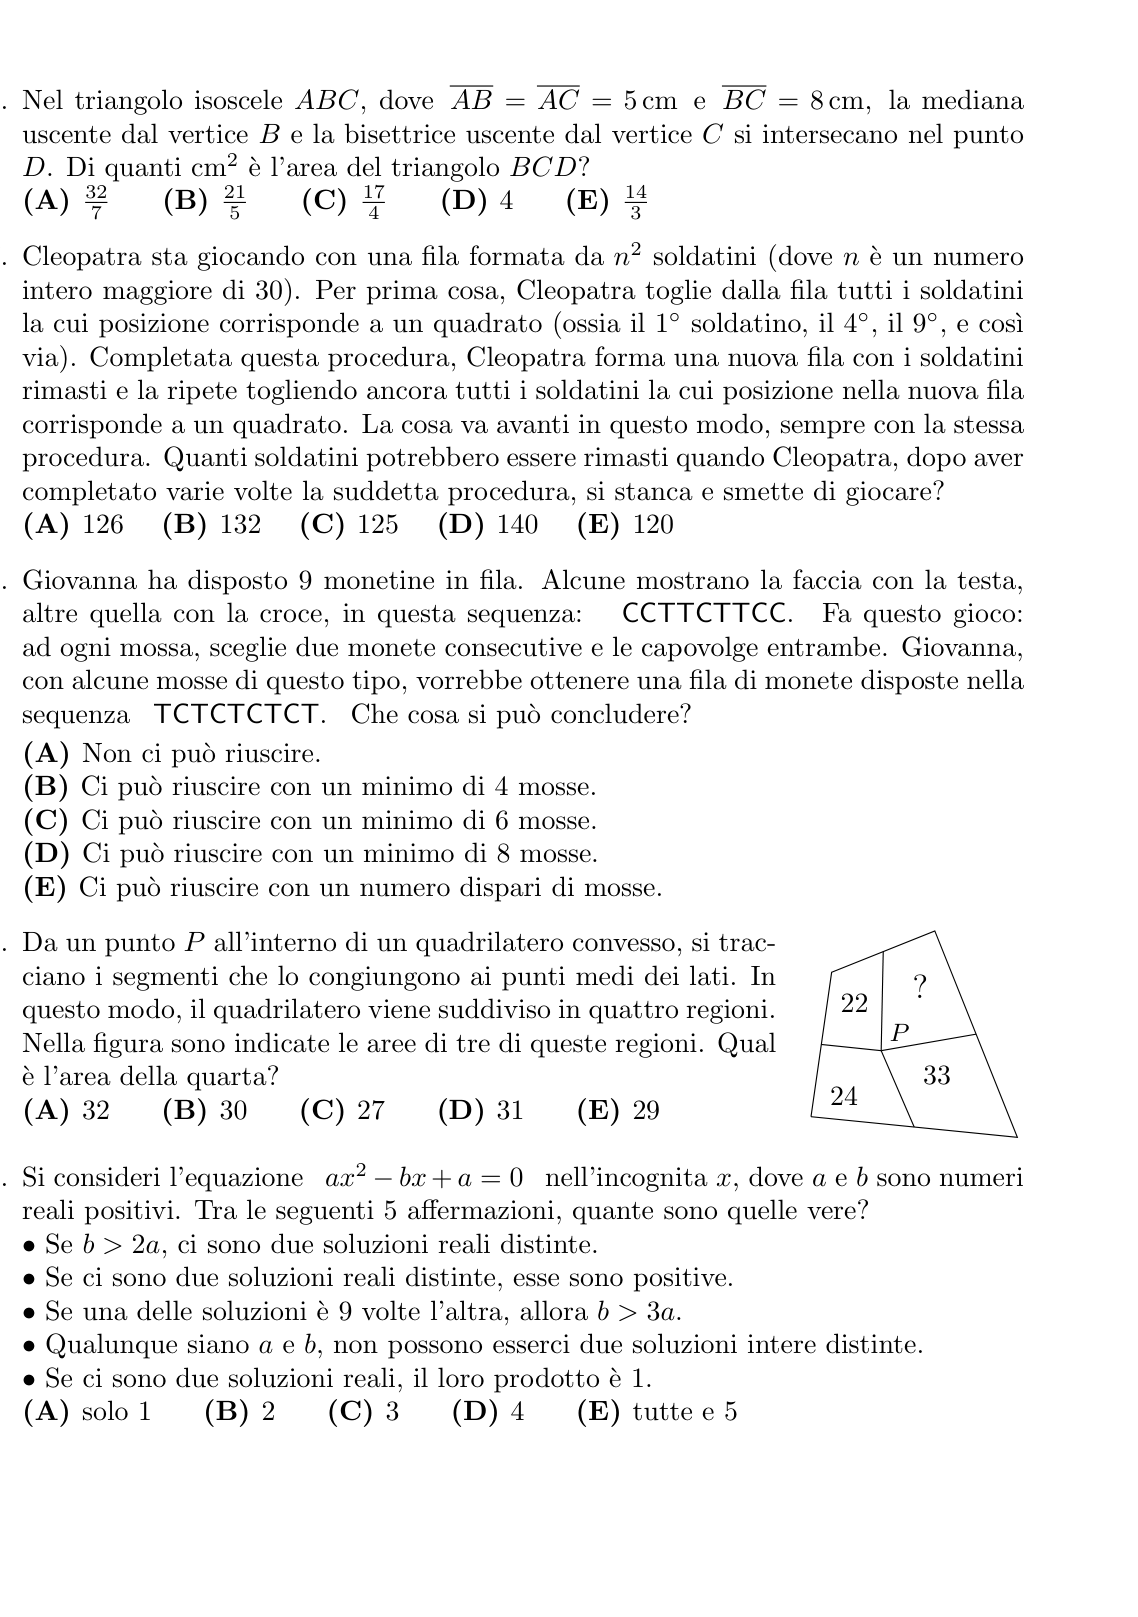 . Nel triangolo isoscele ABC, dove AB = AC = 5 cm e BC = 8 cm, la mediana
uscente dal vertice B e la bisettrice uscente dal vertice C si intersecano nel punto
D. Di quanti cm² è l'area del triangolo BCD?
(A) 32/7 (B) 21/5 (C) 17/4 (D) 4 (E) 14/3
. Cleopatra sta giocando con una fila formata da n² soldatini (dove n è un numero
intero maggiore di 30). Per prima cosa, Cleopatra toglie dalla fila tutti i soldatini
la cui posizione corrisponde a un quadrato (ossia il 1° soldatino, il 4°, il 9°, e così
via). Completata questa procedura, Cleopatra forma una nuova fila con i soldatini
rimasti e la ripete togliendo ancora tutti i soldatini la cui posizione nella nuova fila
corrisponde a un quadrato. La cosa va avanti in questo modo, sempre con la stessa
procedura. Quanti soldatini potrebbero essere rimasti quando Cleopatra, dopo aver
completato varie volte la suddetta procedura, si stanca e smette di giocare?
(A) 126 (B) 132 (C) 125 (D) 140 (E) 120
. Giovanna ha disposto 9 monetine in fila. Alcune mostrano la faccia con la testa,
altre quella con la croce, in questa sequenza: CCTTCTTCC. Fa questo gioco:
ad ogni mossa, sceglie due monete consecutive e le capovolge entrambe. Giovanna,
con alcune mosse di questo tipo, vorrebbe ottenere una fila di monete disposte nella
sequenza TCTCTCTCT. Che cosa si può concludere?
(A) Non ci può riuscire.
(B) Ci può riuscire con un minimo di 4 mosse.
(C) Ci può riuscire con un minimo di 6 mosse.
(D) Ci può riuscire con un minimo di 8 mosse.
(E) Ci può riuscire con un numero dispari di mosse.
. Da un punto P all'interno di un quadrilatero convesso, si trac-
ciano i segmenti che lo congiungono ai punti medi dei lati. In
questo modo, il quadrilatero viene suddiviso in quattro regioni.
Nella figura sono indicate le aree di tre di queste regioni. Qual
è l'area della quarta?
(A) 32 (B) 30 (C) 27 (D) 31 (E) 29
22 ?
P
33
24
. Si consideri l'equazione ax² − bx + a = 0 nell'incognita x, dove a e b sono numeri
reali positivi. Tra le seguenti 5 affermazioni, quante sono quelle vere?
• Se b > 2a, ci sono due soluzioni reali distinte.
• Se ci sono due soluzioni reali distinte, esse sono positive.
• Se una delle soluzioni è 9 volte l'altra, allora b > 3a.
• Qualunque siano a e b, non possono esserci due soluzioni intere distinte.
• Se ci sono due soluzioni reali, il loro prodotto è 1.
(A) solo 1 (B) 2 (C) 3 (D) 4 (E) tutte e 5